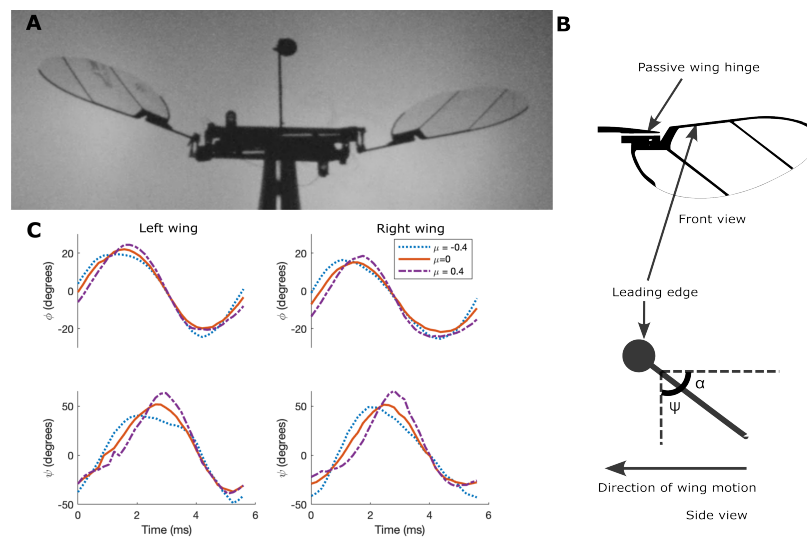 A
B
Passive wing hinge
Front view
Leading edge
α
ψ
Direction of wing motion
Side view
C
Left wing
Right wing
ϕ (degrees)
20
0
-20
ϕ (degrees)
20
0
-20
μ = -0.4
μ=0
μ = 0.4
ψ (degrees)
50
0
-50
0
2
4
6
Time (ms)
ψ (degrees)
50
0
-50
0
2
4
6
Time (ms)